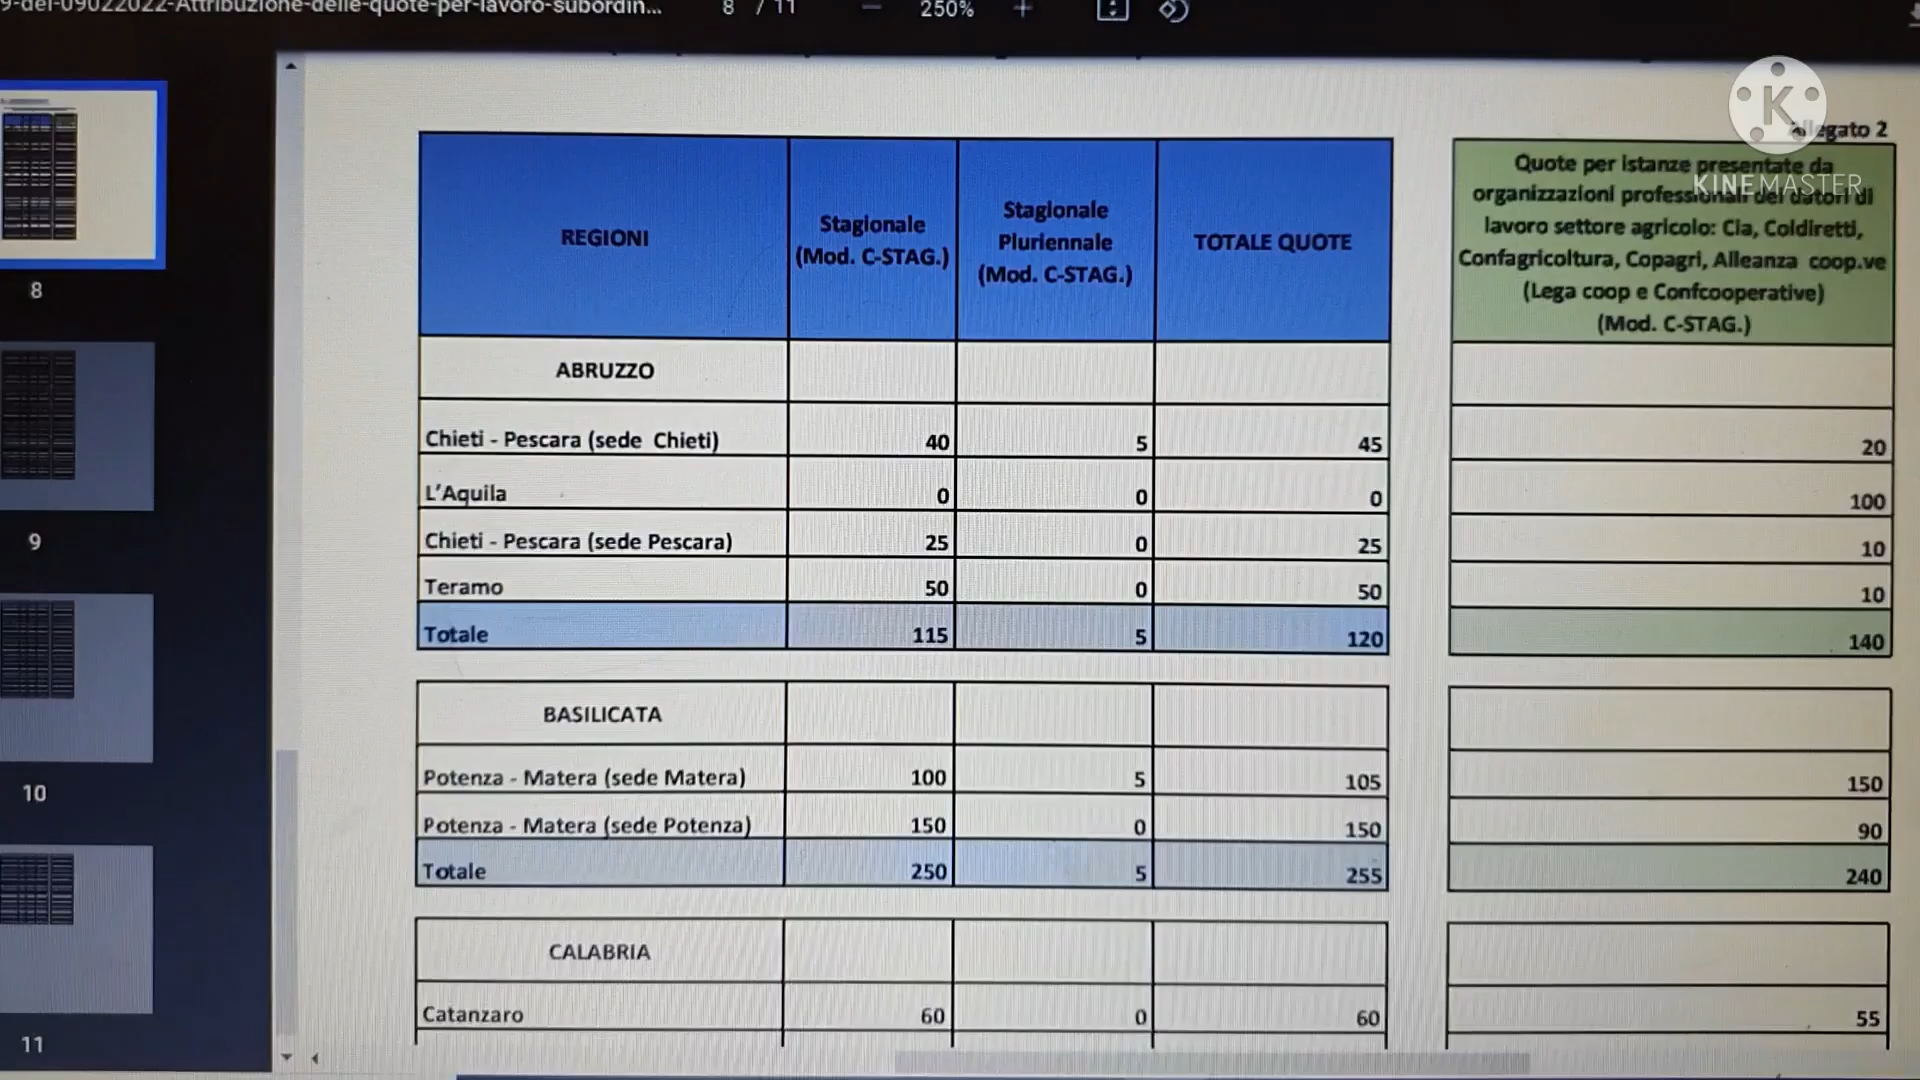 9-del-09022022-Attribuzione-delle-quote-per-lavoro-subordin...
8 / 11
250%
Allegato 2
KINEMASTER
REGIONI
Stagionale
(Mod. C-STAG.)
Stagionale
Pluriennale
(Mod. C-STAG.)
TOTALE QUOTE
Quote per istanze presentate da
organizzazioni professionali dei datori di
lavoro settore agricolo: Cia, Coldiretti,
Confagricoltura, Copagri, Alleanza coop.ve
(Lega coop e Confcooperative)
(Mod. C-STAG.)
ABRUZZO
Chieti - Pescara (sede Chieti) 40 5 45 20
L'Aquila 0 0 0 100
Chieti - Pescara (sede Pescara) 25 0 25 10
Teramo 50 0 50 10
Totale 115 5 120 140
BASILICATA
Potenza - Matera (sede Matera) 100 5 105 150
Potenza - Matera (sede Potenza) 150 0 150 90
Totale 250 5 255 240
CALABRIA
Catanzaro 60 0 60 55
8
9
10
11